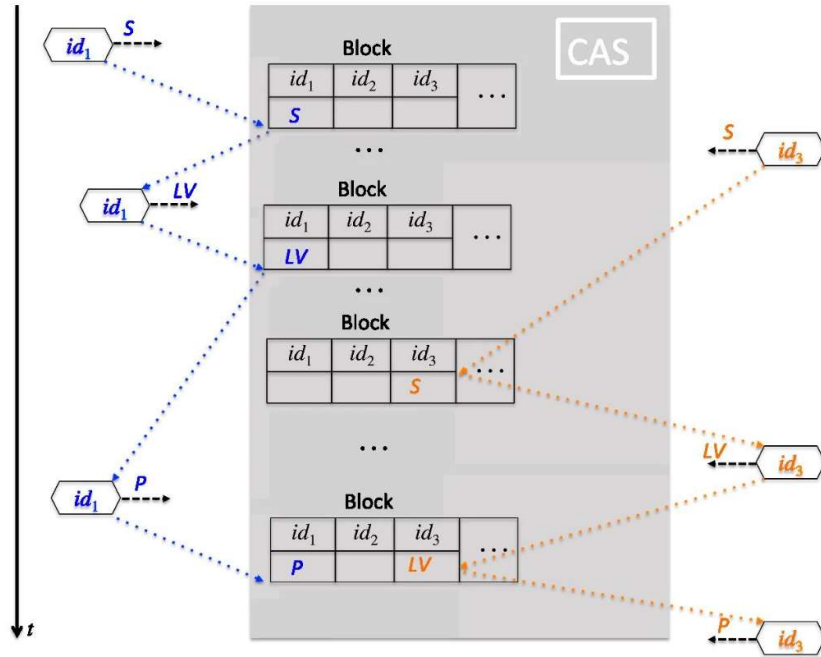 S
id₁
CAS
Block
id₁ id₂ id₃ ...
S
S
id₃
...
LV
id₁
Block
id₁ id₂ id₃ ...
LV
...
Block
id₁ id₂ id₃ ...
S
...
LV
id₃
P
id₁
Block
id₁ id₂ id₃ ...
P LV
P
id₃
t